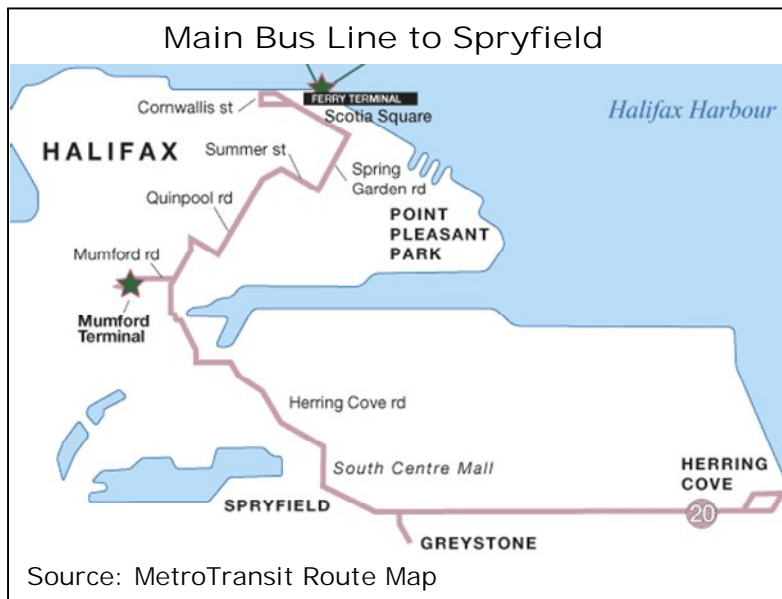 Main Bus Line to Spryfield
Cornwallis st
FERRY TERMINAL
Scotia Square
Halifax Harbour
HALIFAX
Summer st
Spring
Garden rd
Quinpool rd
POINT
PLEASANT
PARK
Mumford rd
Mumford
Terminal
Herring Cove rd
South Centre Mall
HERRING
COVE
SPRYFIELD
20
GREYSTONE
Source: MetroTransit Route Map